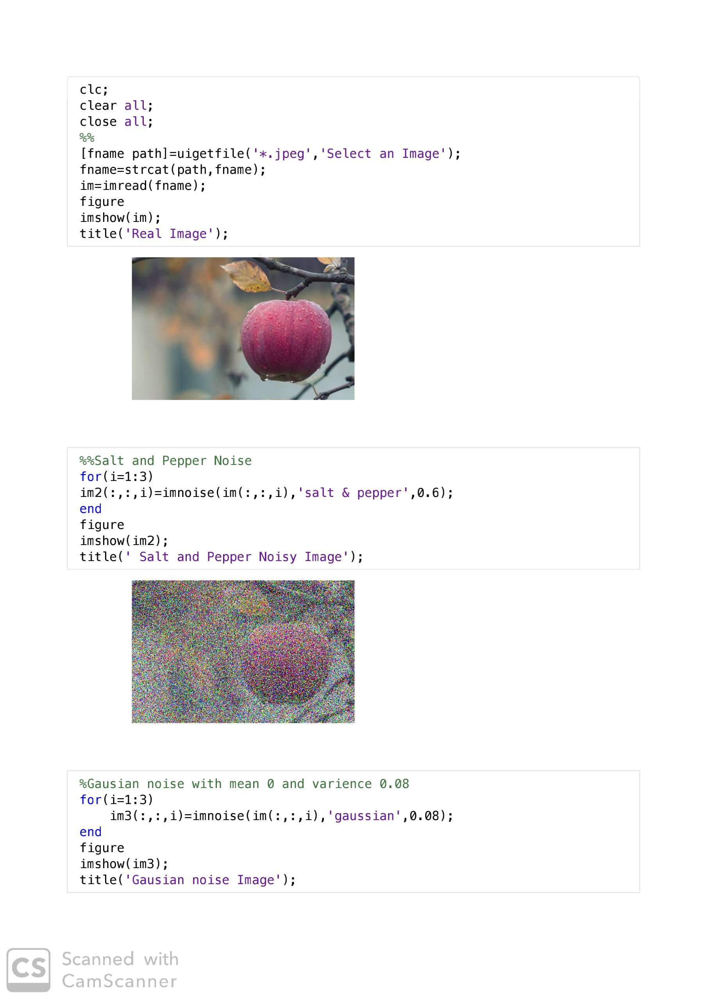 clc;
clear all;
close all;
%%
[fname path]=uigetfile('*.jpeg','Select an Image');
fname=strcat(path,fname);
im=imread(fname);
figure
imshow(im);
title('Real Image');
%%Salt and Pepper Noise
for(i=1:3)
im2(:,:,i)=imnoise(im(:,:,i),'salt & pepper',0.6);
end
figure
imshow(im2);
title(' Salt and Pepper Noisy Image');
%Gausian noise with mean 0 and varience 0.08
for(i=1:3)
    im3(:,:,i)=imnoise(im(:,:,i),'gaussian',0.08);
end
figure
imshow(im3);
title('Gausian noise Image');
CS
Scanned with
CamScanner